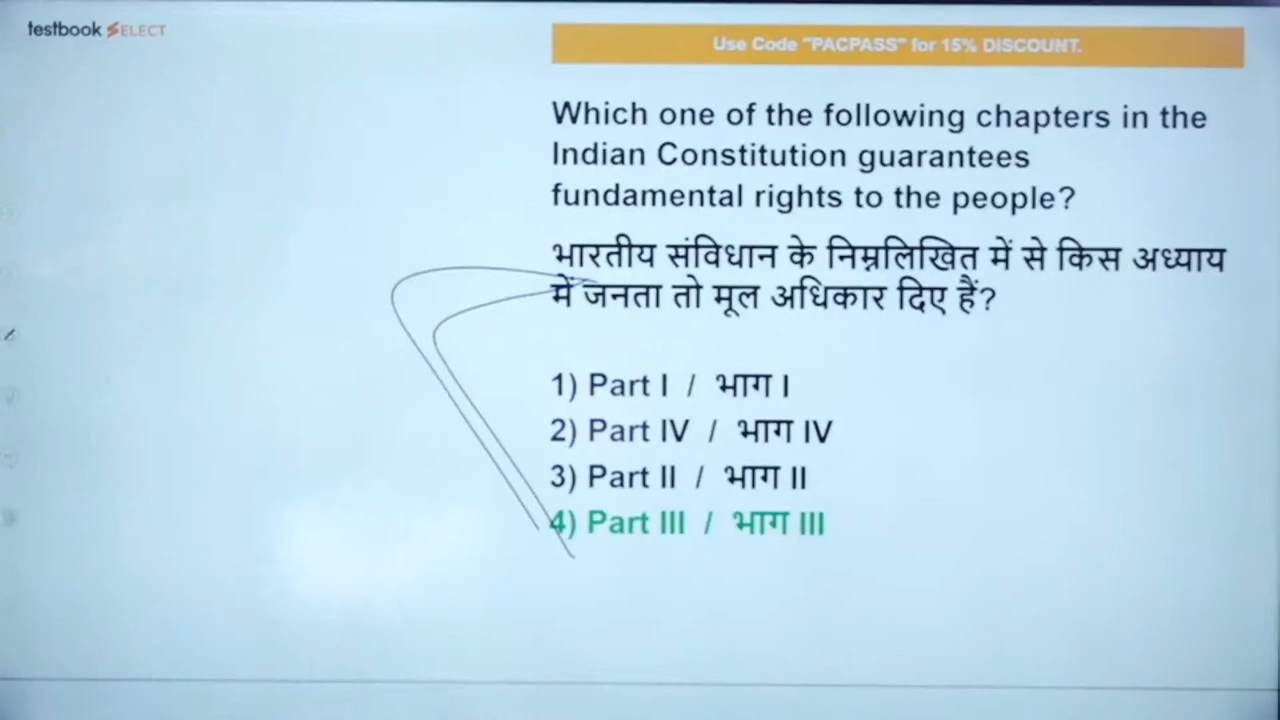 testbook SELECT
Use Code "PACPASS" for 15% DISCOUNT.
Which one of the following chapters in the
Indian Constitution guarantees
fundamental rights to the people?
भारतीय संविधान के निम्नलिखित में से किस अध्याय
में जनता तो मूल अधिकार दिए हैं?
1) Part I / भाग I
2) Part IV / भाग IV
3) Part II / भाग II
4) Part III / भाग III